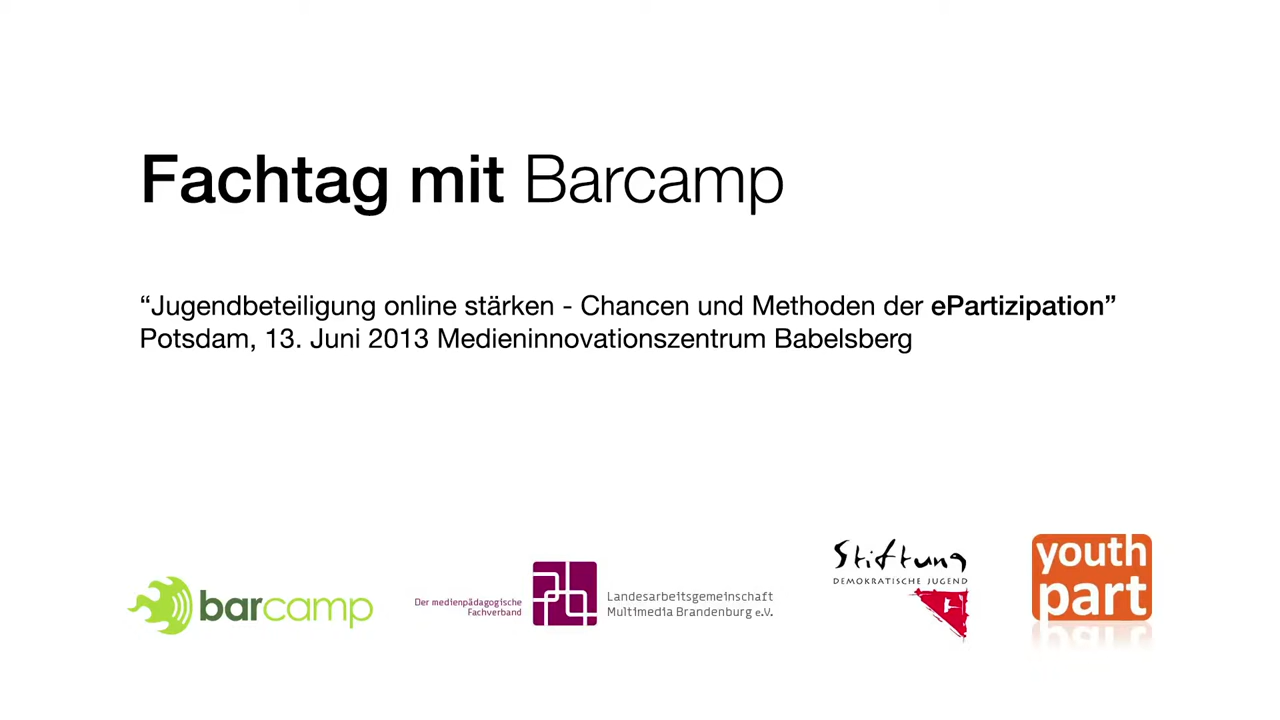 Fachtag mit Barcamp
“Jugendbeteiligung online stärken - Chancen und Methoden der ePartizipation”
Potsdam, 13. Juni 2013 Medieninnovationszentrum Babelsberg
barcamp
Der medienpädagogische
Fachverband
Landesarbeitsgemeinschaft
Multimedia Brandenburg e.V.
Stiftung
DEMOKRATISCHE JUGEND
youth
part